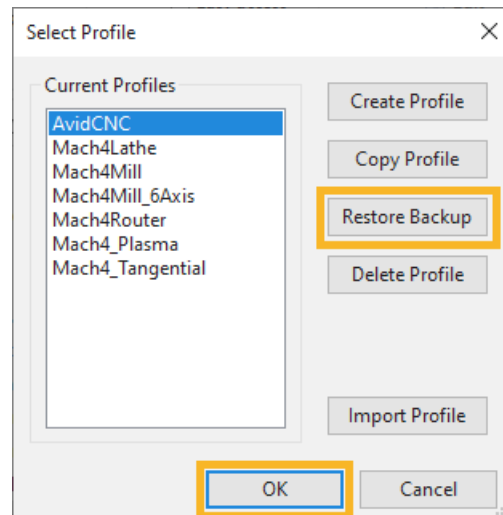 Select Profile
Current Profiles
AvidCNC
Mach4Lathe
Mach4Mill
Mach4Mill_6Axis
Mach4Router
Mach4_Plasma
Mach4_Tangential
Create Profile
Copy Profile
Restore Backup
Delete Profile
Import Profile
OK
Cancel